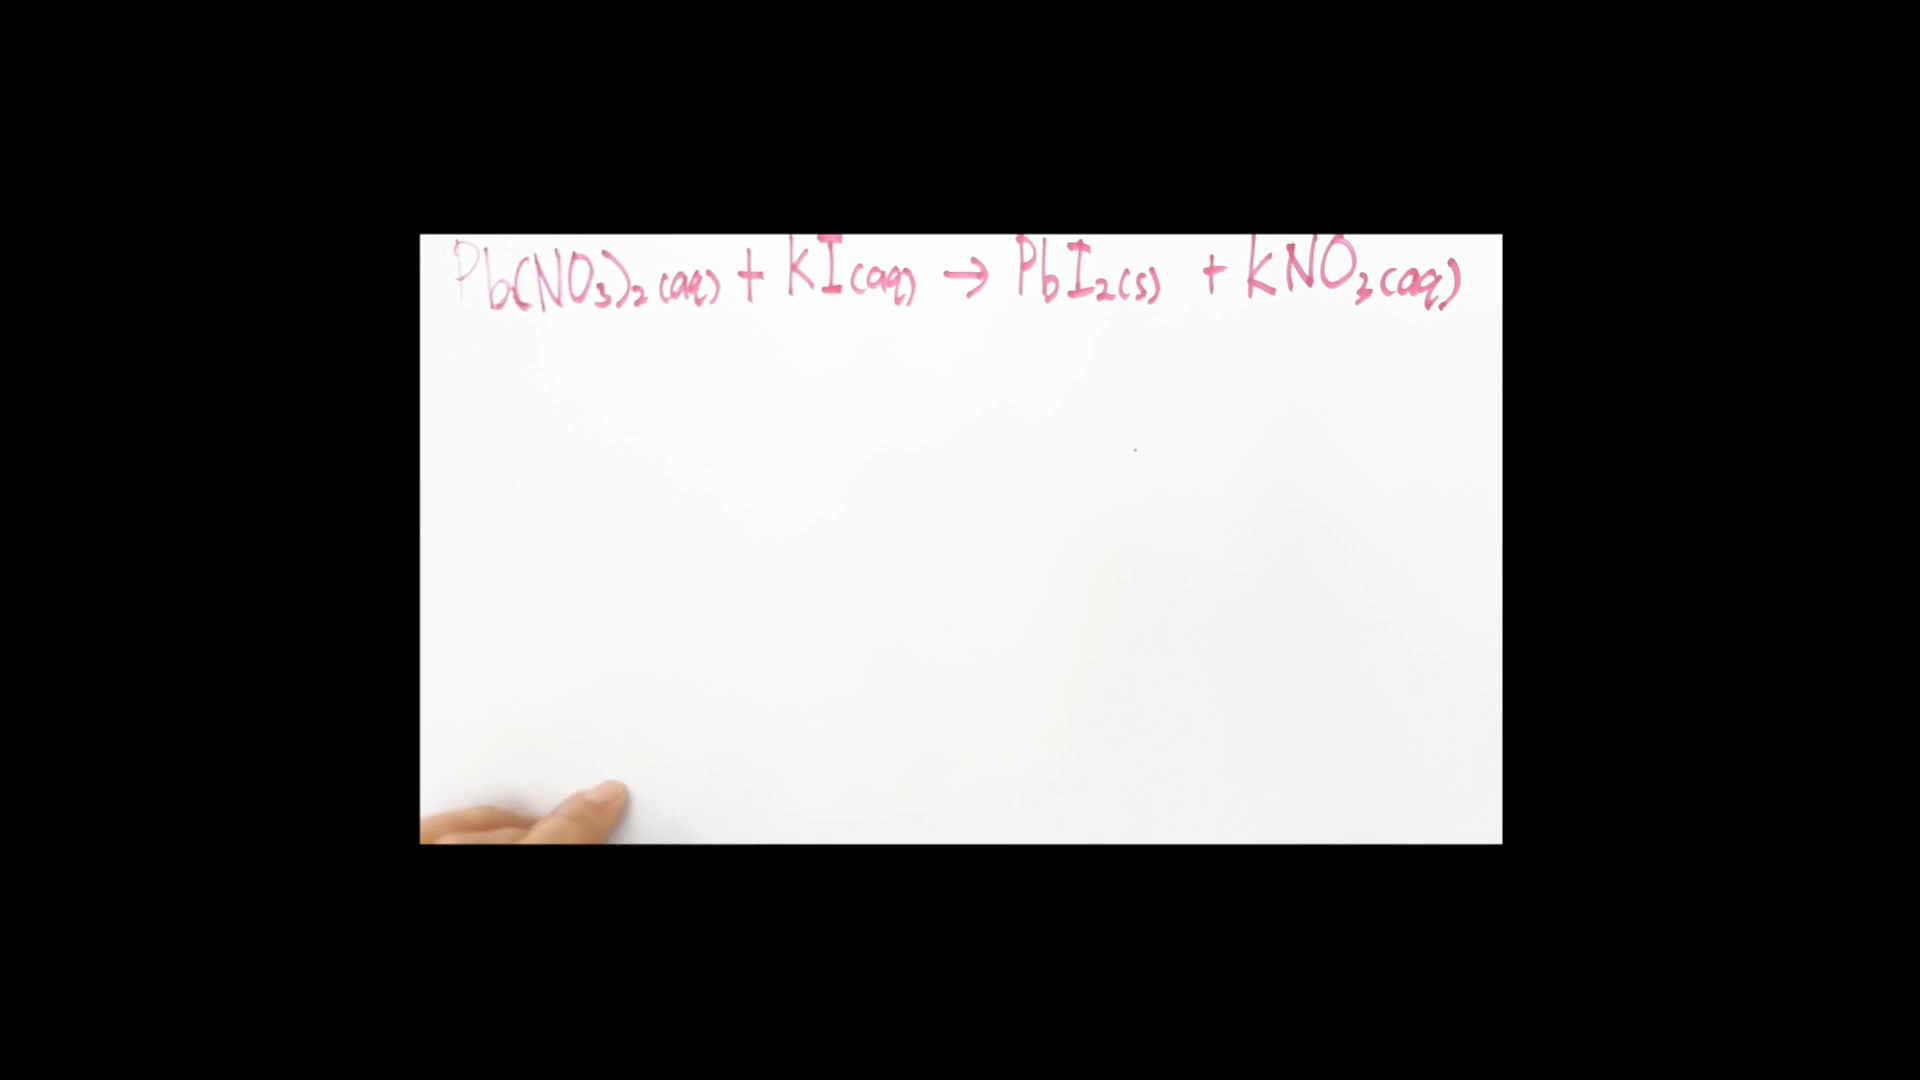 Pb(NO₃)₂(aq) + KI(aq) → PbI₂(s) + KNO₃(aq)